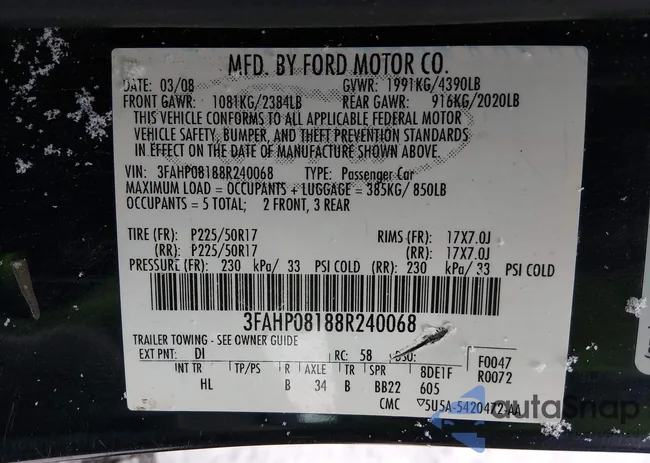 MFD. BY FORD MOTOR CO.
DATE: 03/08 GVWR: 1991KG/4390LB
FRONT GAWR: 1081KG/2384LB REAR GAWR: 916KG/2020LB
THIS VEHICLE CONFORMS TO ALL APPLICABLE FEDERAL MOTOR
VEHICLE SAFETY, BUMPER, AND THEFT PREVENTION STANDARDS
IN EFFECT ON THE DATE OF MANUFACTURE SHOWN ABOVE.
VIN: 3FAHP08188R240068 TYPE: Passenger Car
MAXIMUM LOAD = OCCUPANTS + LUGGAGE = 385KG/ 850LB
OCCUPANTS = 5 TOTAL; 2 FRONT, 3 REAR
TIRE (FR): P225/50R17 RIMS (FR): 17X7.0J
(RR): P225/50R17 (RR): 17X7.0J
PRESSURE(FR): 230 kPa/ 33 PSI COLD (RR): 230 kPa/ 33 PSI COLD
3FAHP08188R240068
TRAILER TOWING - SEE OWNER GUIDE
EXT PNT: DI RC: 58 DSO: F0047
INT TR TP/PS R AXLE TR SPR 8DE1F R0072
HL B 34 B BB22 605
CMC ▽5U5A-5420472-AA
autoSnap